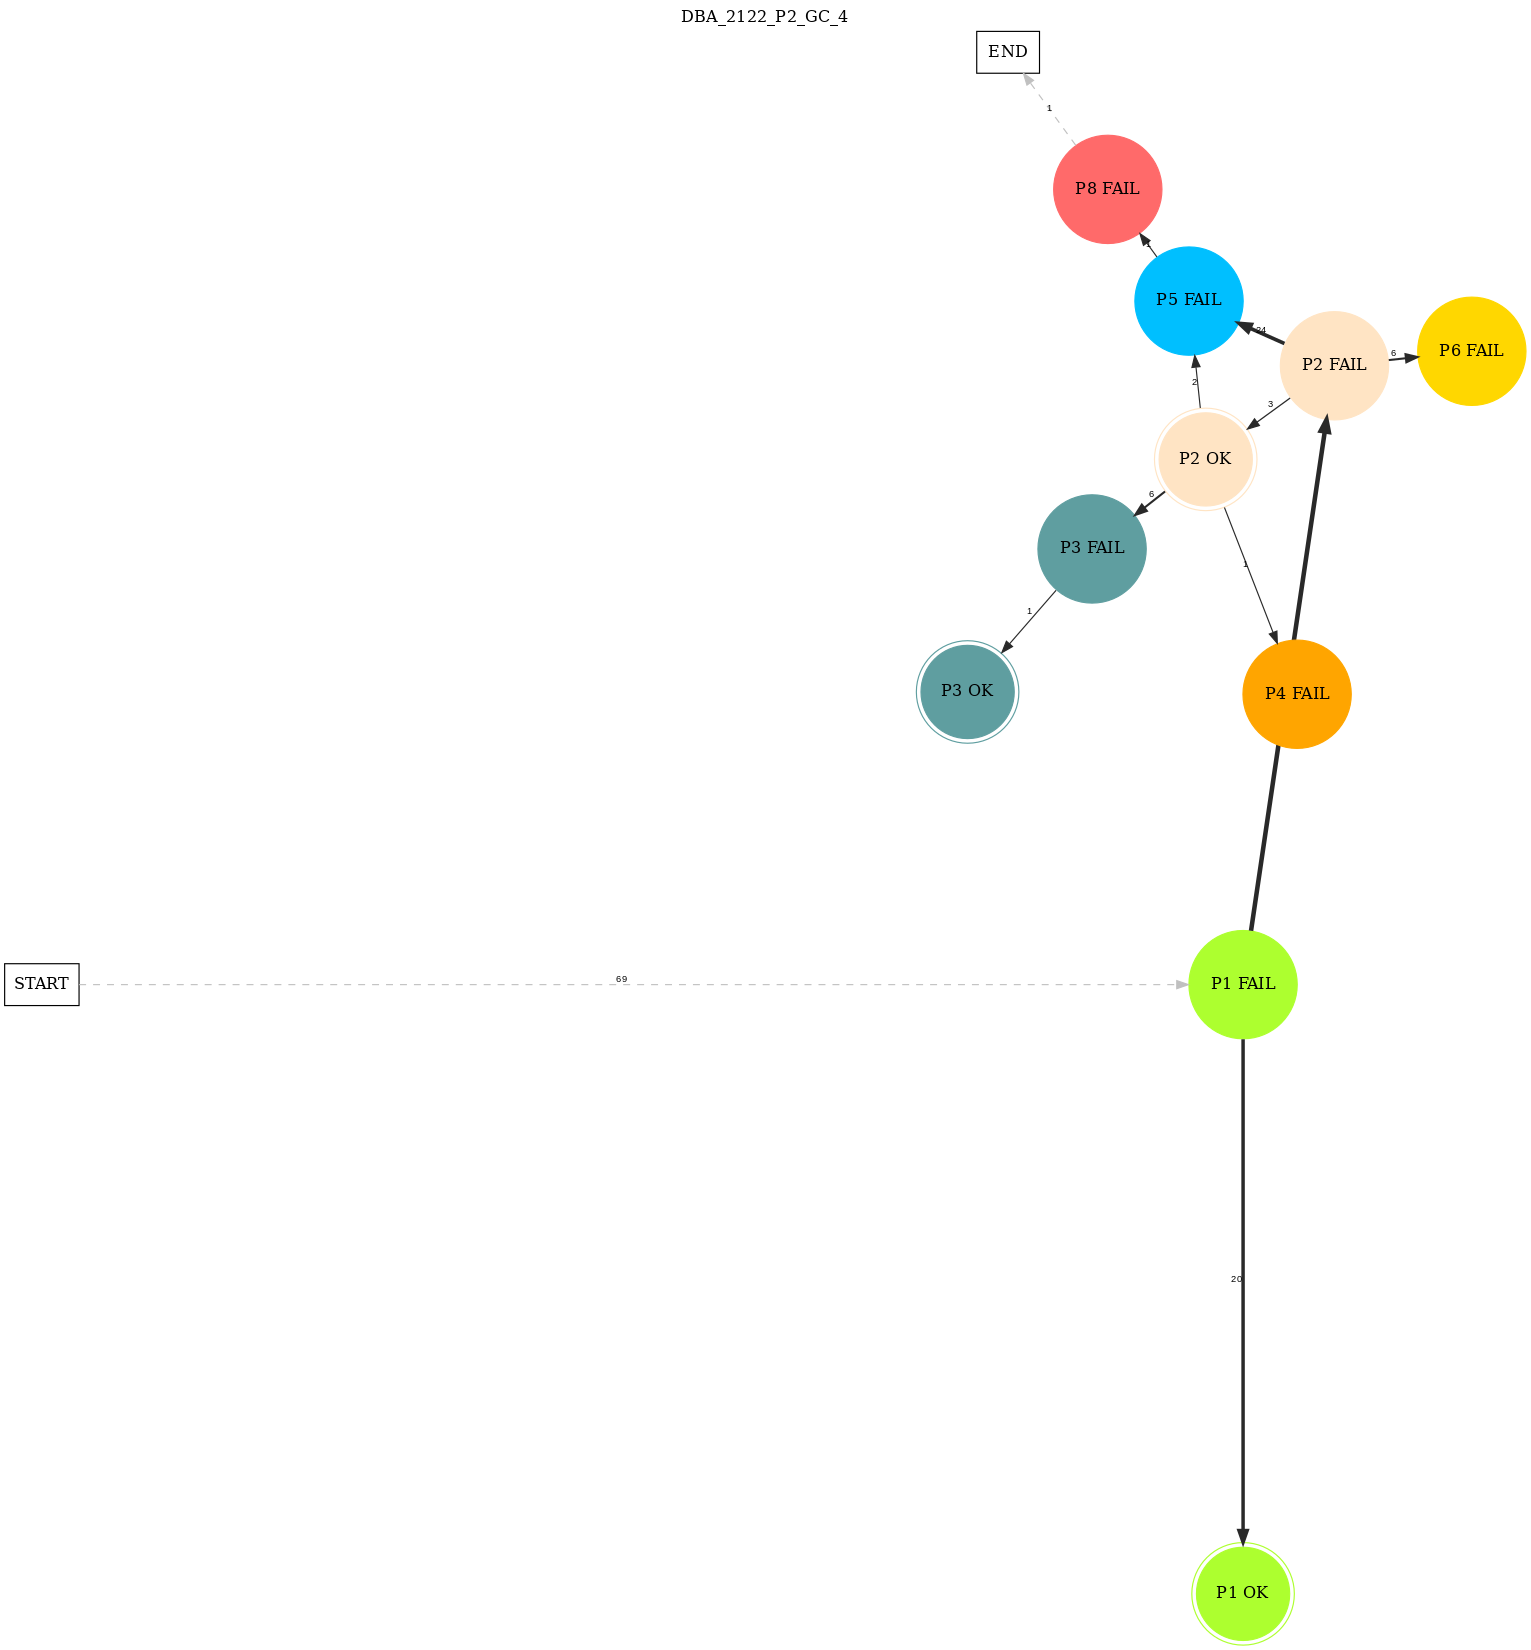 DBA_2122_P2_GC_4
END
1
P8 FAIL
P5 FAIL
24
P2 FAIL
6
P6 FAIL
2
3
P2 OK
6
P3 FAIL
1
1
P3 OK
P4 FAIL
START
69
P1 FAIL
20
P1 OK